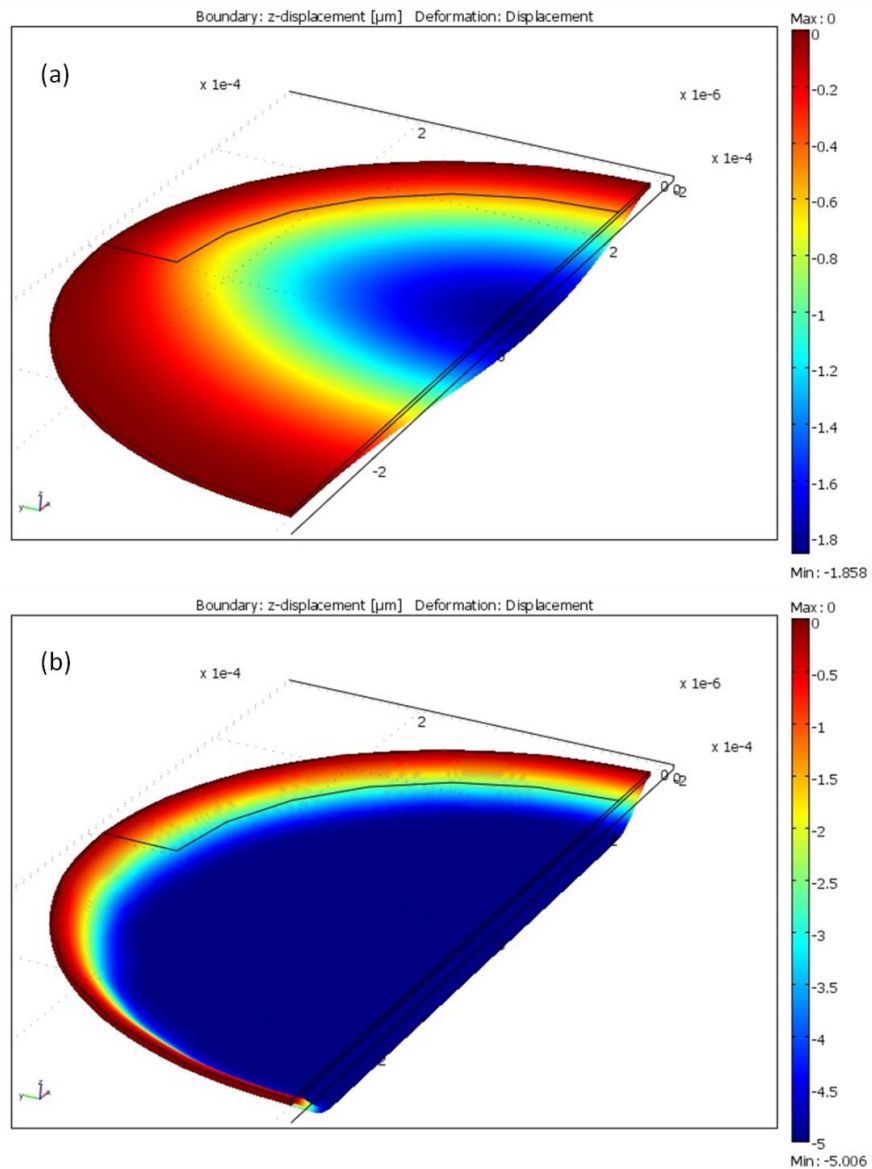 Boundary: z-displacement [µm] Deformation: Displacement
Max: 0
(a)
x 1e-4
x 1e-6
x 1e-4
2
0
-2
2
0
-2
0
-0.2
-0.4
-0.6
-0.8
-1
-1.2
-1.4
-1.6
-1.8
Min: -1.858
y z x
Boundary: z-displacement [µm] Deformation: Displacement
Max: 0
(b)
x 1e-4
x 1e-6
x 1e-4
2
0
-2
0
-0.5
-1
-1.5
-2
-2.5
-3
-3.5
-4
-4.5
-5
Min: -5.006
y z x